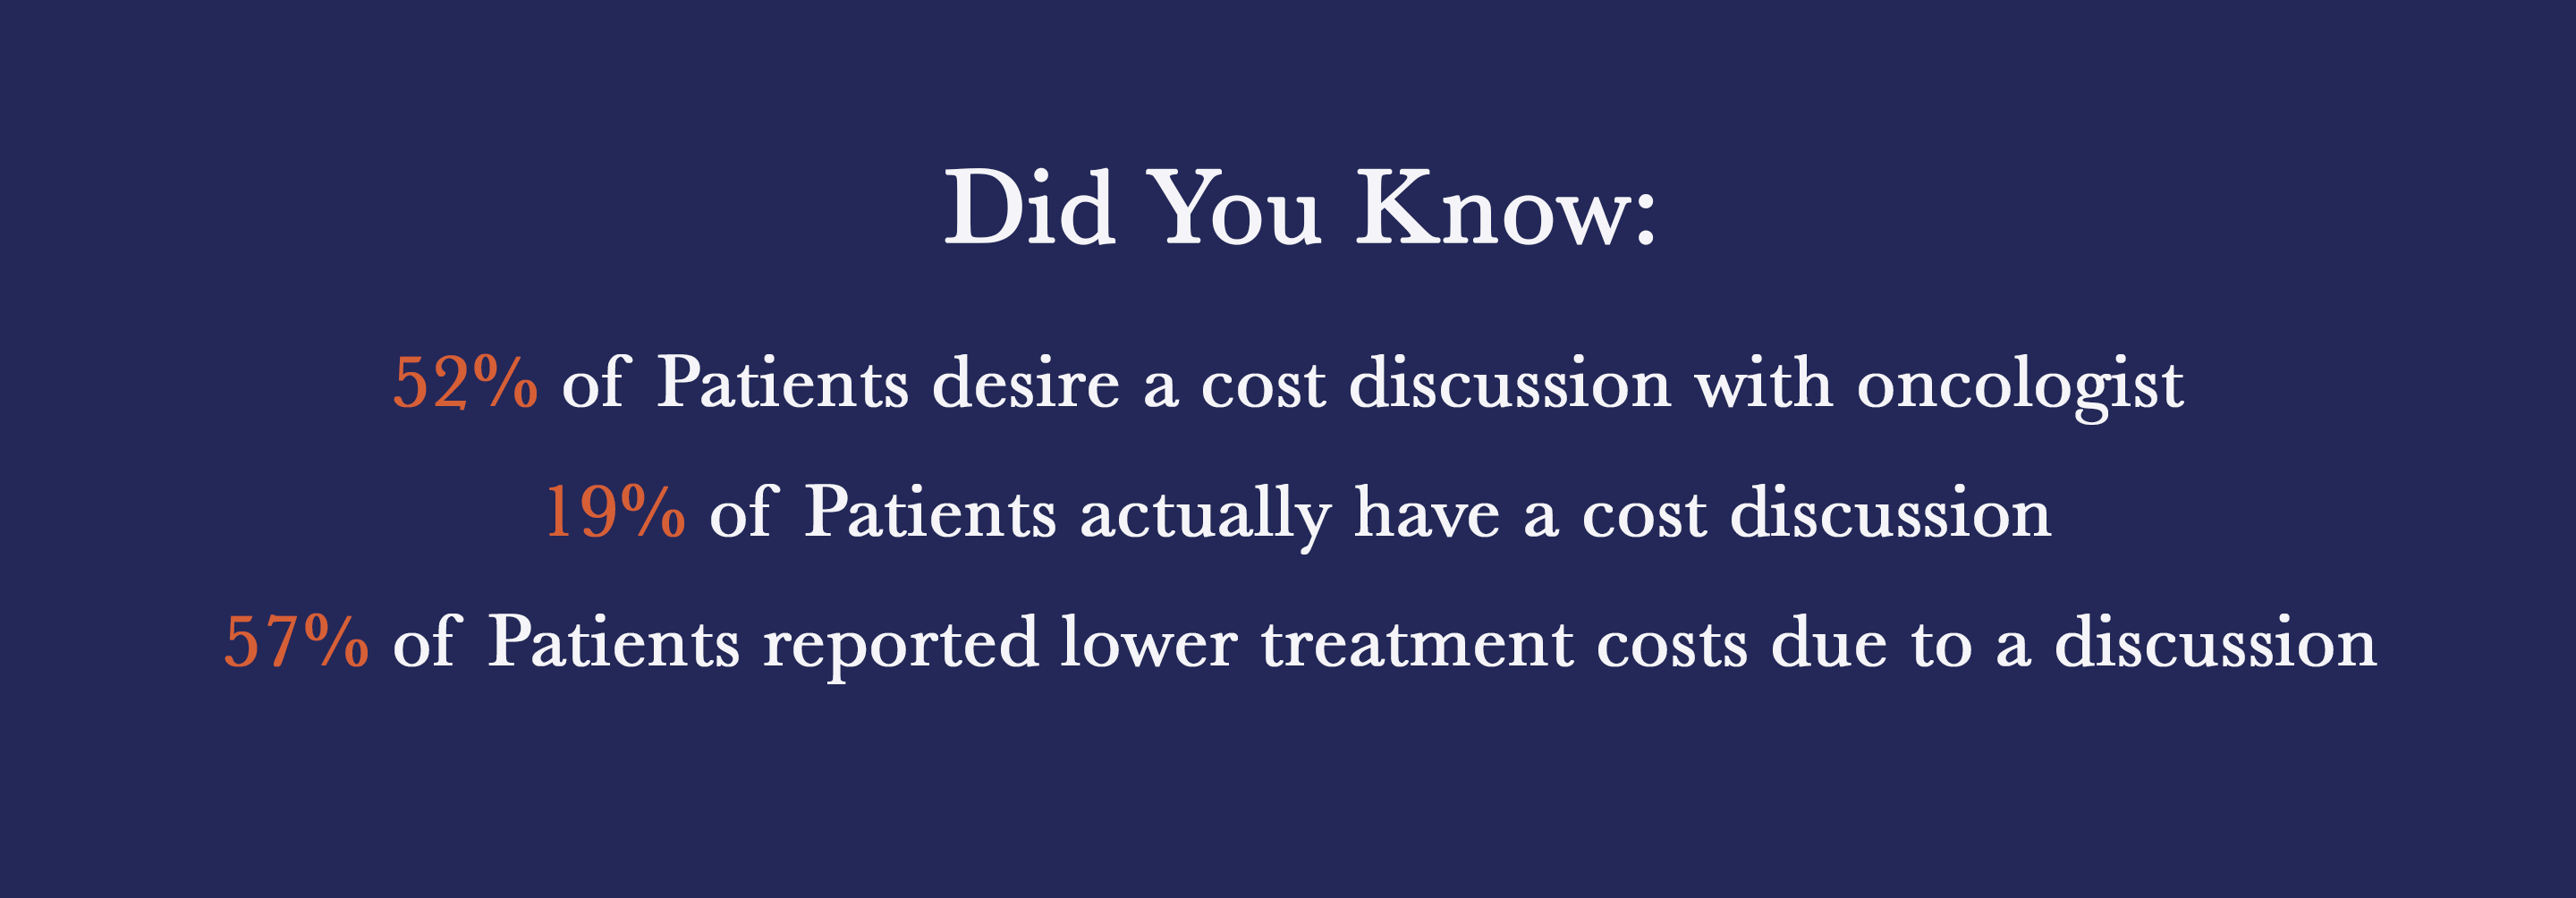 Did You Know:
52% of Patients desire a cost discussion with oncologist
19% of Patients actually have a cost discussion
57% of Patients reported lower treatment costs due to a discussion